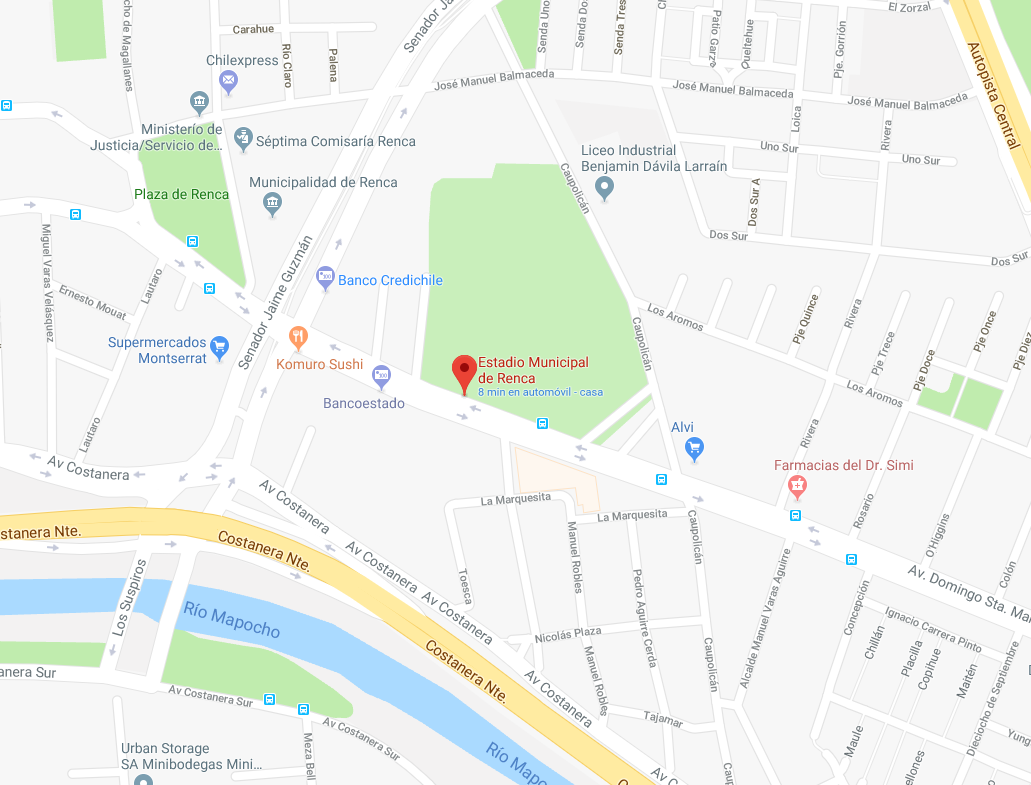 cho de Magallanes
Carahue
Río Claro
Palena
Senador Ja
Senda Uno
Senda Dos
Senda Tres
Patio Garze
Queltehue
Pje. Gorrión
El Zorzal
Autopista Central
Chilexpress
José Manuel Balmaceda
José Manuel Balmaceda
José Manuel Balmaceda
Ministerio de
Justicia/Servicio de...
Séptima Comisaría Renca
Liceo Industrial
Benjamin Dávila Larraín
Loica
Rivera
Uno Sur
Uno Sur
Plaza de Renca
Municipalidad de Renca
Caupolicán
Dos Sur A
Dos Sur
Dos Sur
Miguel Varas Velásquez
Ernesto Mouat
Lautaro
Senador Jaime Guzmán
Banco Credichile
Supermercados
Montserrat
Komuro Sushi
Bancoestado
Estadio Municipal
de Renca
8 min en automóvil - casa
Caupolicán
Los Aromos
Pje Quince
Rivera
Pje Trece
Pje Doce
Pje Once
Pje Diez
Los Aromos
Lautaro
Rivera
Alvi
Farmacias del Dr. Simi
Av Costanera
Av Costanera
La Marquesita
La Marquesita
Rosario
O'Higgins
Colón
stanera Nte.
Costanera Nte.
Av Costanera
Av Costanera
Toesca
Manuel Robles
Pedro Aguirre Cerda
Caupolicán
Alcalde Manuel Varas Aguirre
Av. Domingo Sta. Mar
Concepción
Chillán
Ignacio Carrera Pinto
Placilla
Copihue
Maitén
Dieciocho de Septiembre
Los Suspiros
Río Mapocho
Nicolás Plaza
Manuel Robles
Caupolicán
Costanera Nte.
Av Costanera
anera Sur
Av Costanera Sur
Av Costanera Sur
Tajamar
Maule
Yung
ellones
Urban Storage
SA Minibodegas Mini...
Meza Bell
Río Mapo
Av C
Caup